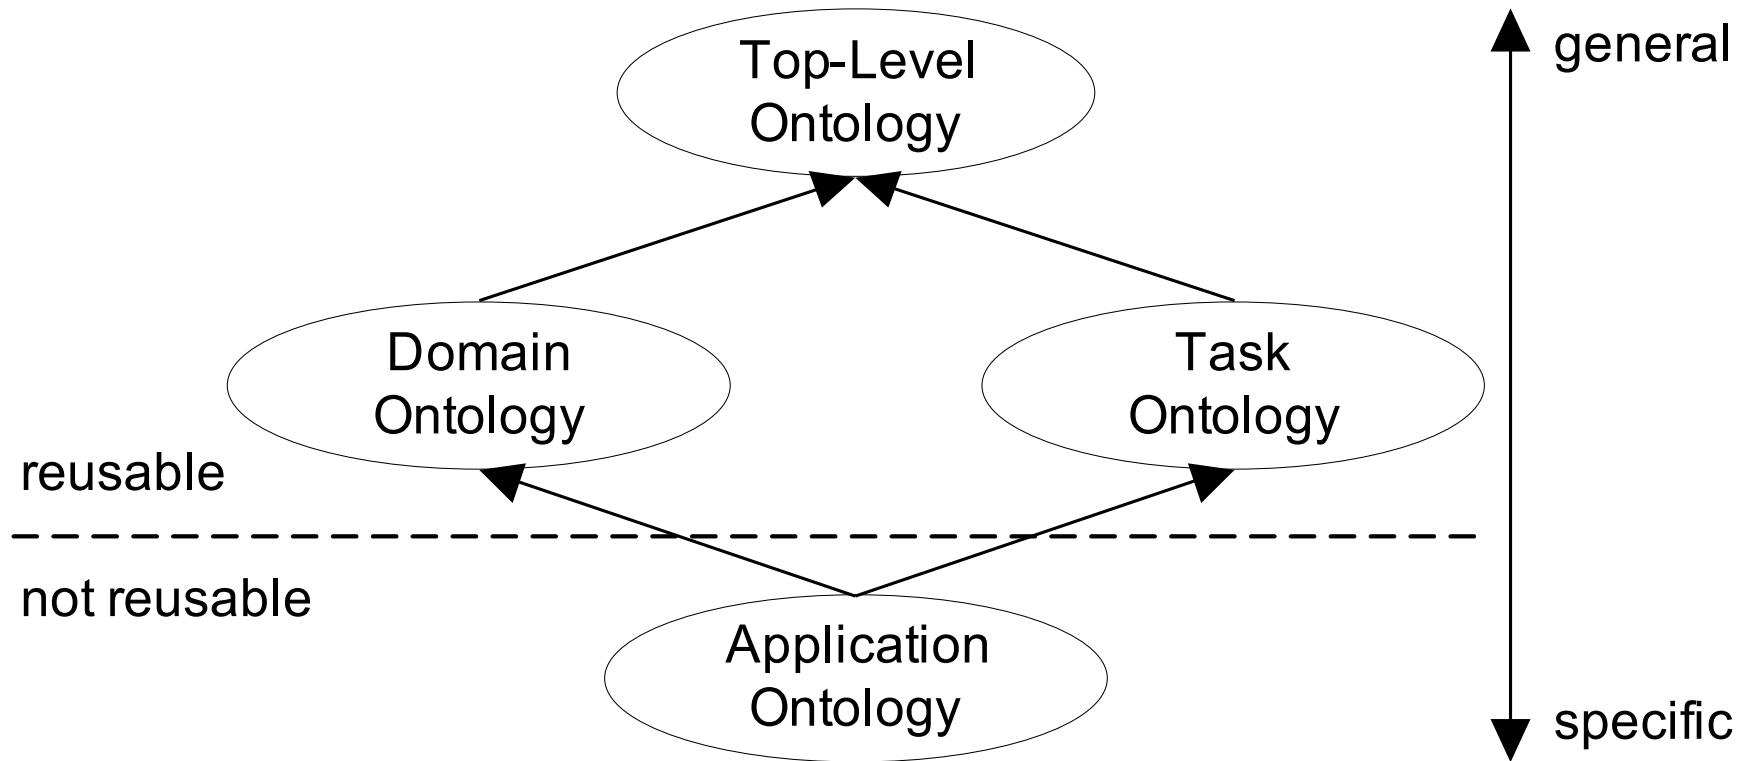 Top-Level
Ontology
general
Domain
Ontology
Task
Ontology
reusable
not reusable
Application
Ontology
specific